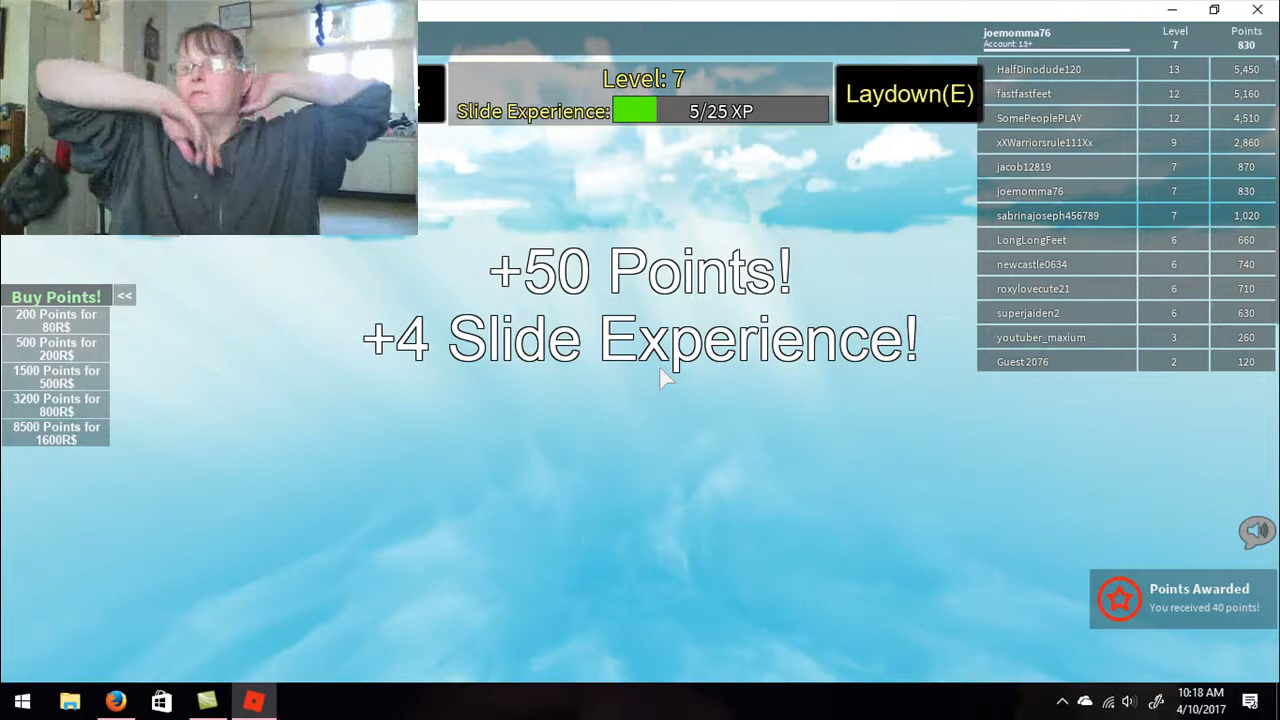 joemomma76
Account: 13+
Level
7
Points
830
Level: 7
Slide Experience:
5/25 XP
Laydown(E)
HalfDinodude120 13 5,450
fastfastfeet 12 5,160
SomePeoplePLAY 12 4,510
xXWarriorsrule111Xx 9 2,860
jacob12819 7 870
joemomma76 7 830
sabrinajoseph456789 7 1,020
LongLongFeet 6 660
newcastle0634 6 740
roxylovecute21 6 710
superjaiden2 6 630
youtuber_maxium 3 260
Guest 2076 2 120
+50 Points!
+4 Slide Experience!
Buy Points! <<
200 Points for
80R$
500 Points for
200R$
1500 Points for
500R$
3200 Points for
800R$
8500 Points for
1600R$
Points Awarded
You received 40 points!
10:18 AM
4/10/2017